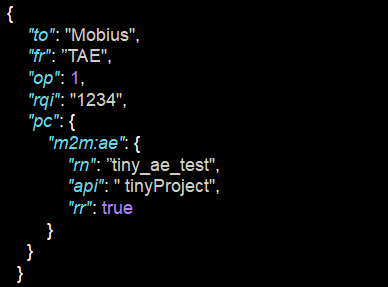 {
"to": "Mobius",
"fr": ”TAE",
"op": 1,
"rqi": "1234",
"pc": {
"m2m:ae": {
"rn": ”tiny_ae_test",
"api": " tinyProject",
"rr": true
}
}
}